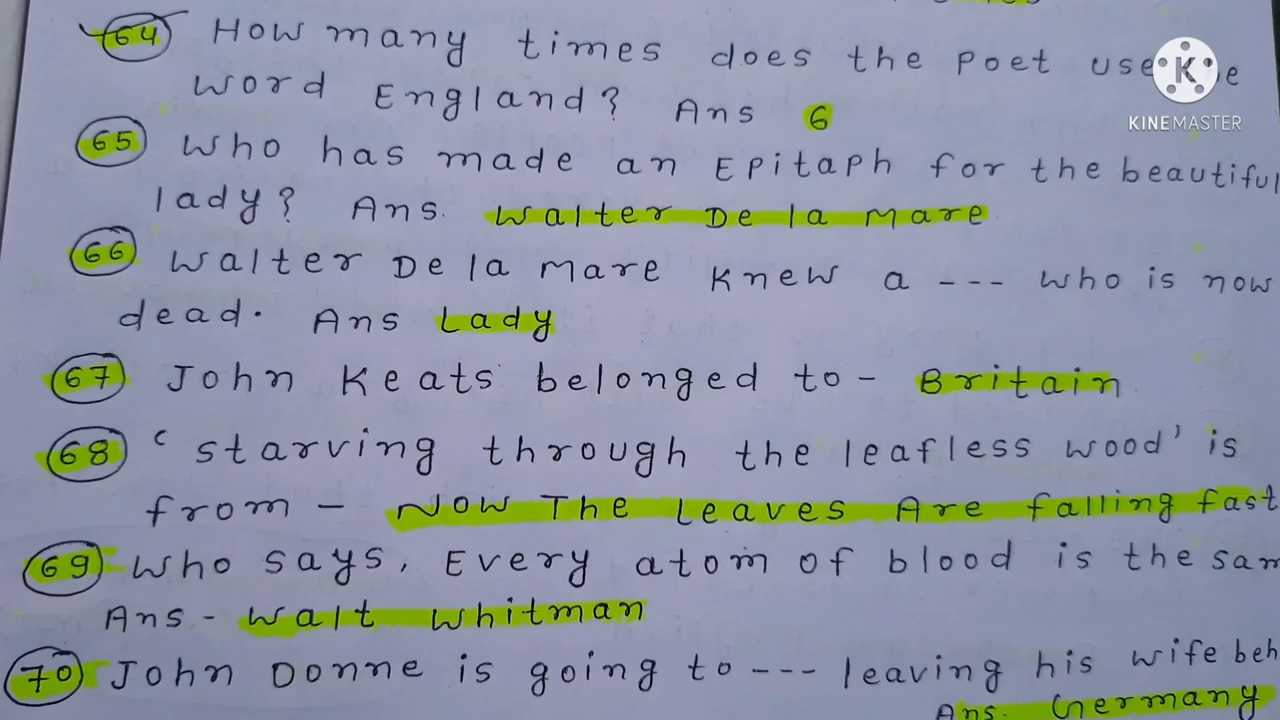 64 How many times does the poet use
word England? Ans 6
KINEMASTER
65 Who has made an Epitaph for the beautiful
lady? Ans. Walter De la Mare
66 Walter De la Mare knew a --- who is now
dead. Ans Lady
67 John Keats belonged to - Britain
68 'starving through the leafless wood' is
from - Now The Leaves Are falling fast
69 Who says, Every atom of blood is the sam
Ans - Walt Whitman
70 John Donne is going to --- leaving his wife beh
Ans. Germany